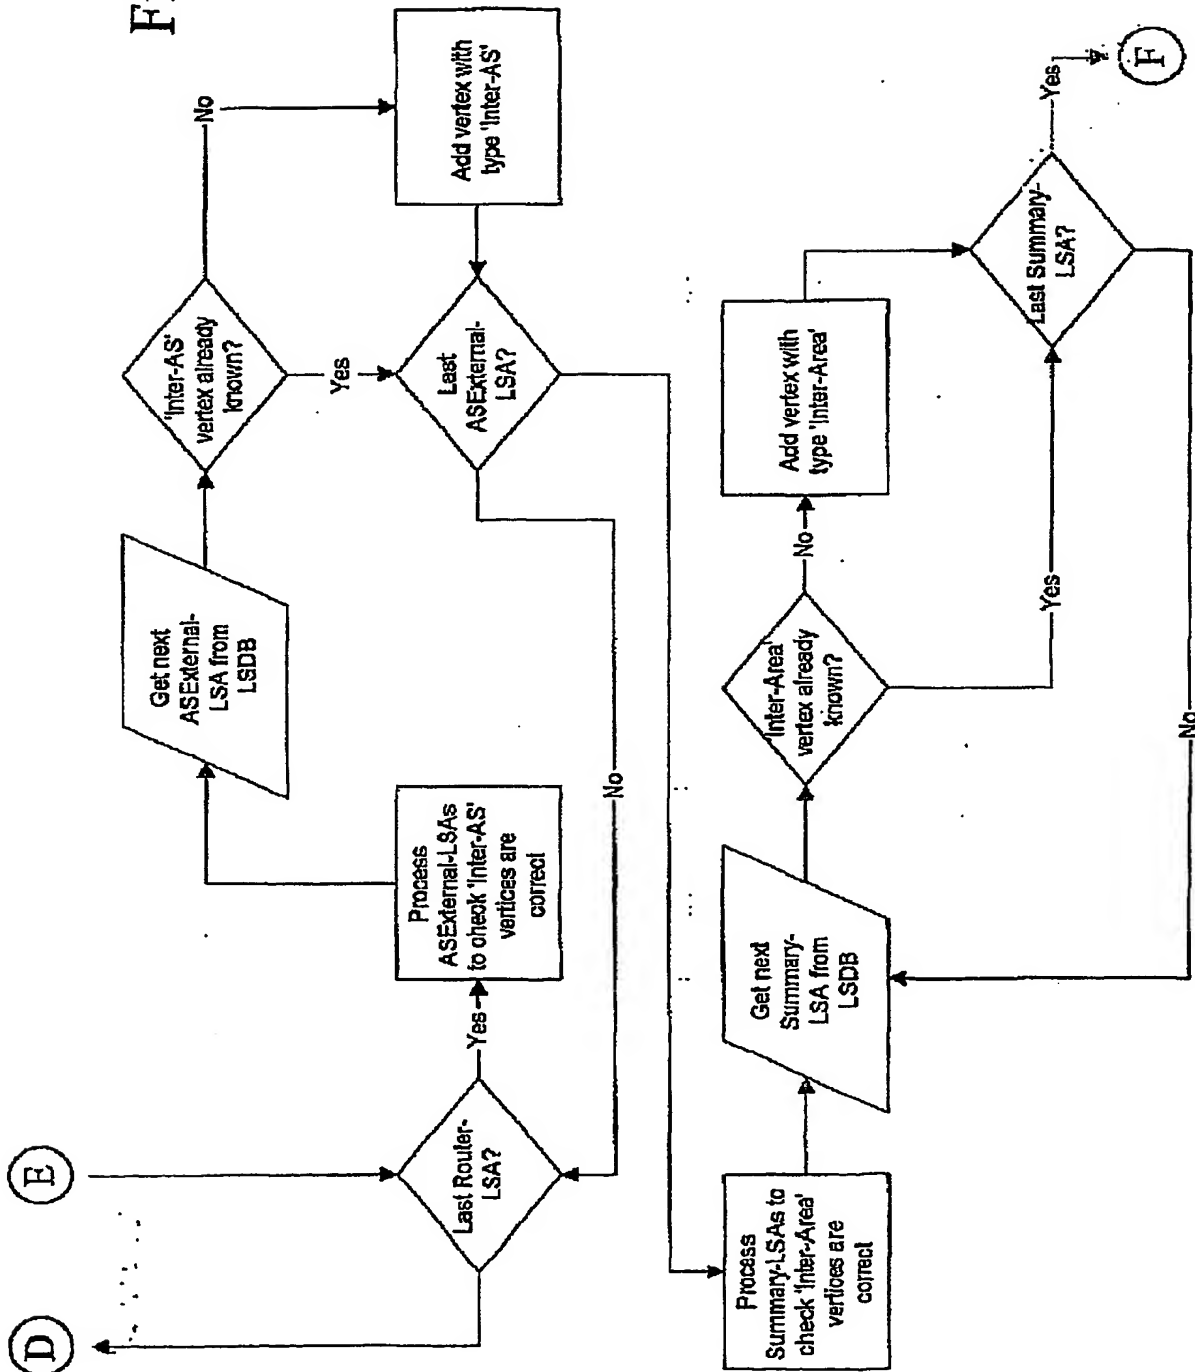 D
E
Last Router-
LSA?
Yes
Process
ASExternal-LSAs
to check 'Inter-AS'
vertices are
correct
Get next
ASExternal-
LSA from
LSDB
'Inter-AS'
vertex already
known?
No
Yes
Add vertex with
type 'Inter-AS'
Last
ASExternal-
LSA?
No
Process
Summary-LSAs to
check 'Inter-Area'
vertices are
correct
Get next
Summary-
LSA from
LSDB
'Inter-Area'
vertex already
known?
No
Add vertex with
type 'Inter-Area'
Yes
Last Summary-
LSA?
Yes
No
F